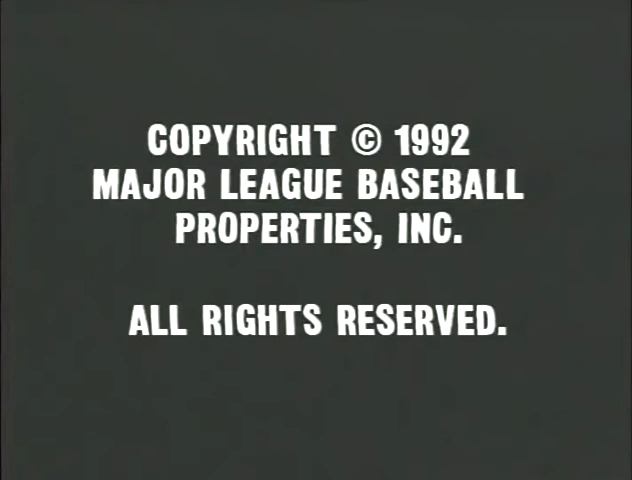 COPYRIGHT © 1992
MAJOR LEAGUE BASEBALL
PROPERTIES, INC.
ALL RIGHTS RESERVED.